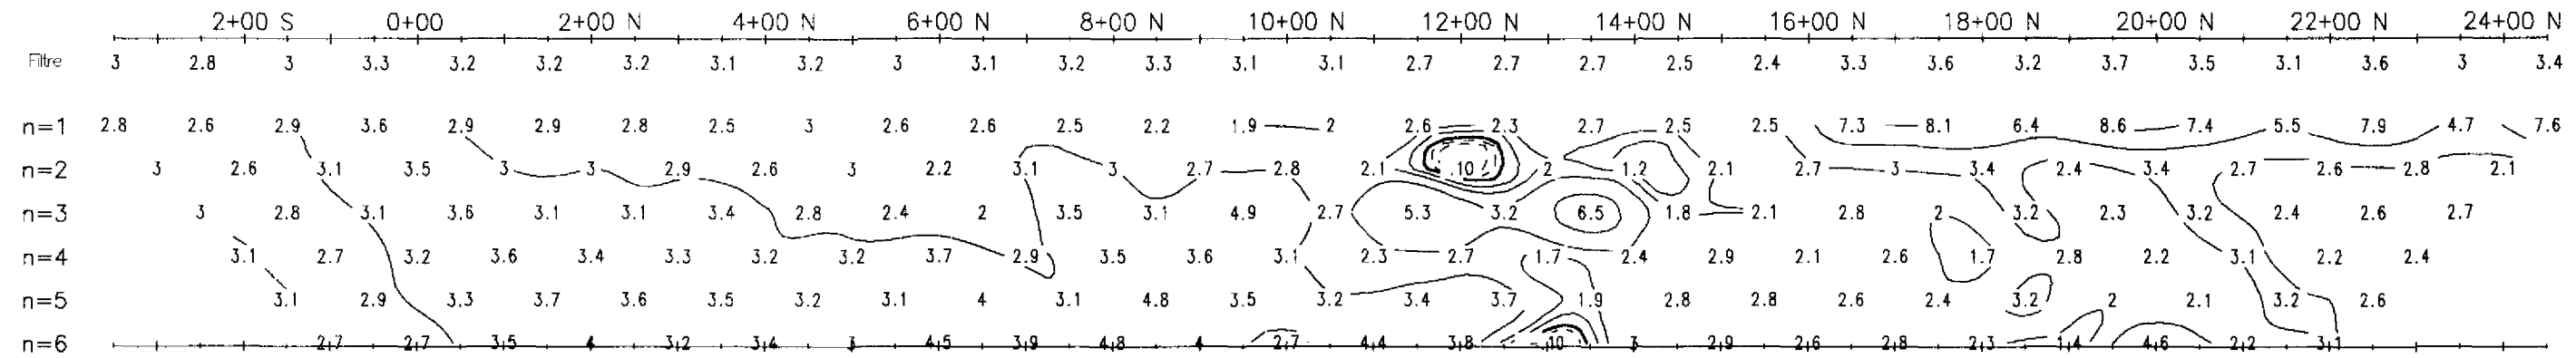 2+00 S 0+00 2+00 N 4+00 N 6+00 N 8+00 N 10+00 N 12+00 N 14+00 N 16+00 N 18+00 N 20+00 N 22+00 N 24+00 N
Filtre 3 2.8 3 3.3 3.2 3.2 3.2 3.1 3.2 3 3.1 3.2 3.3 3.1 3.1 2.7 2.7 2.7 2.5 2.4 3.3 3.6 3.2 3.7 3.5 3.1 3.6 3 3.4
n=1 2.8 2.6 2.9 3.6 2.9 2.9 2.8 2.5 3 2.6 2.6 2.5 2.2 1.9 2 2.6 2.3 2.7 2.5 2.5 7.3 8.1 6.4 8.6 7.4 5.5 7.9 4.7 7.6
n=2 3 2.6 3.1 3.5 3 3 2.9 2.6 3 2.2 3.1 3 2.7 2.8 2.1 10 2 1.2 2.1 2.7 3 3.4 2.4 3.4 2.7 2.6 2.8 2.1
n=3 3 2.8 3.1 3.6 3.1 3.1 3.4 2.8 2.4 2 3.5 3.1 4.9 2.7 5.3 3.2 6.5 1.8 2.1 2.8 2 3.2 2.3 3.2 2.4 2.6 2.7
n=4 3.1 2.7 3.2 3.6 3.4 3.3 3.2 3.2 3.7 2.9 3.5 3.6 3.1 2.3 2.7 1.7 2.4 2.9 2.1 2.6 1.7 2.8 2.2 3.1 2.2 2.4
n=5 3.1 2.9 3.3 3.7 3.6 3.5 3.2 3.1 4 3.1 4.8 3.5 3.2 3.4 3.7 1.9 2.8 2.8 2.6 2.4 3.2 2 2.1 3.2 2.6
n=6 2.7 2.7 3.5 4 3.2 3.4 3 4.5 3.9 4.8 4 2.7 4.4 3.8 10 3 2.9 2.6 2.8 2.3 1.4 4.6 2.2 3.1